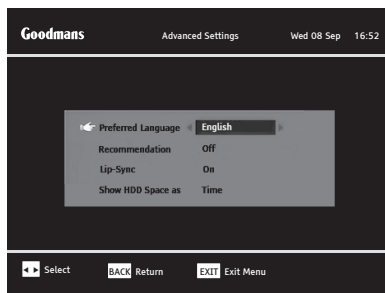 Goodmans Advanced Settings Wed 08 Sep 16:52
Preferred Language English
Recommendation Off
Lip-Sync On
Show HDD Space as Time
Select BACK Return EXIT Exit Menu